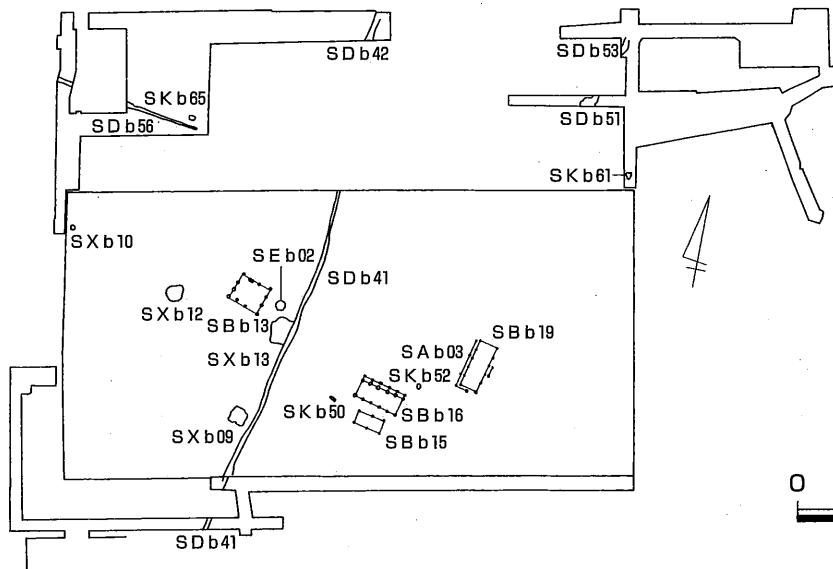 SDb42
SDb53
SKb65
SDb56
SDb51
SKb61
SXb10
SEb02
SDb41
SXb12
SBb13
SXb13
SBb19
SAb03
SKb52
SKb50
SBb16
SXb09
SBb15
0
SDb41